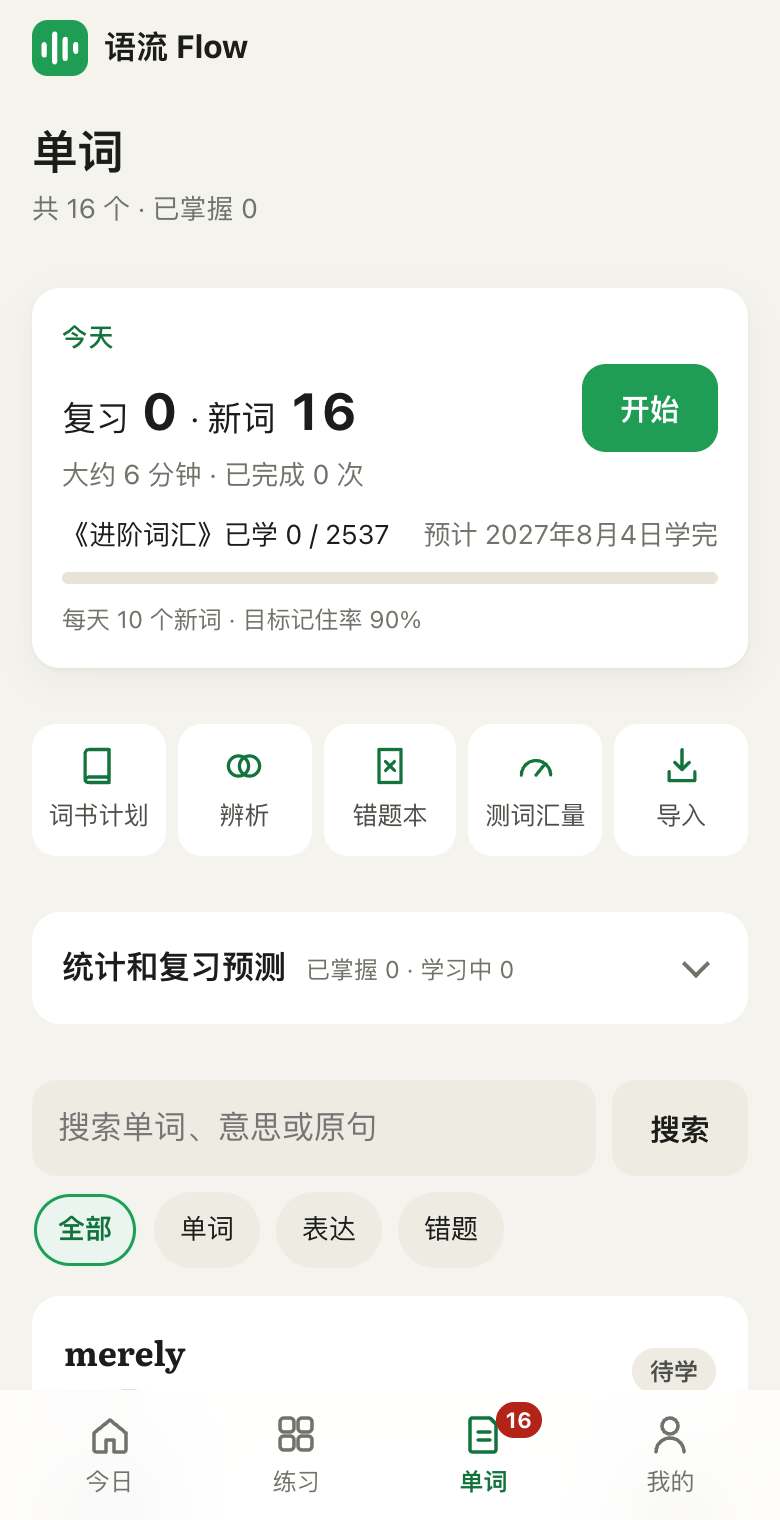 语流 Flow
单词
共 16 个 · 已掌握 0
今天
复习 0 · 新词 16
开始
大约 6 分钟 · 已完成 0 次
《进阶词汇》已学 0 / 2537 预计 2027年8月4日学完
每天 10 个新词 · 目标记住率 90%
词书计划 辨析 错题本 测词汇量 导入
统计和复习预测 已掌握 0 · 学习中 0
搜索单词、意思或原句 搜索
全部 单词 表达 错题
merely
待学
16
今日 练习 单词 我的